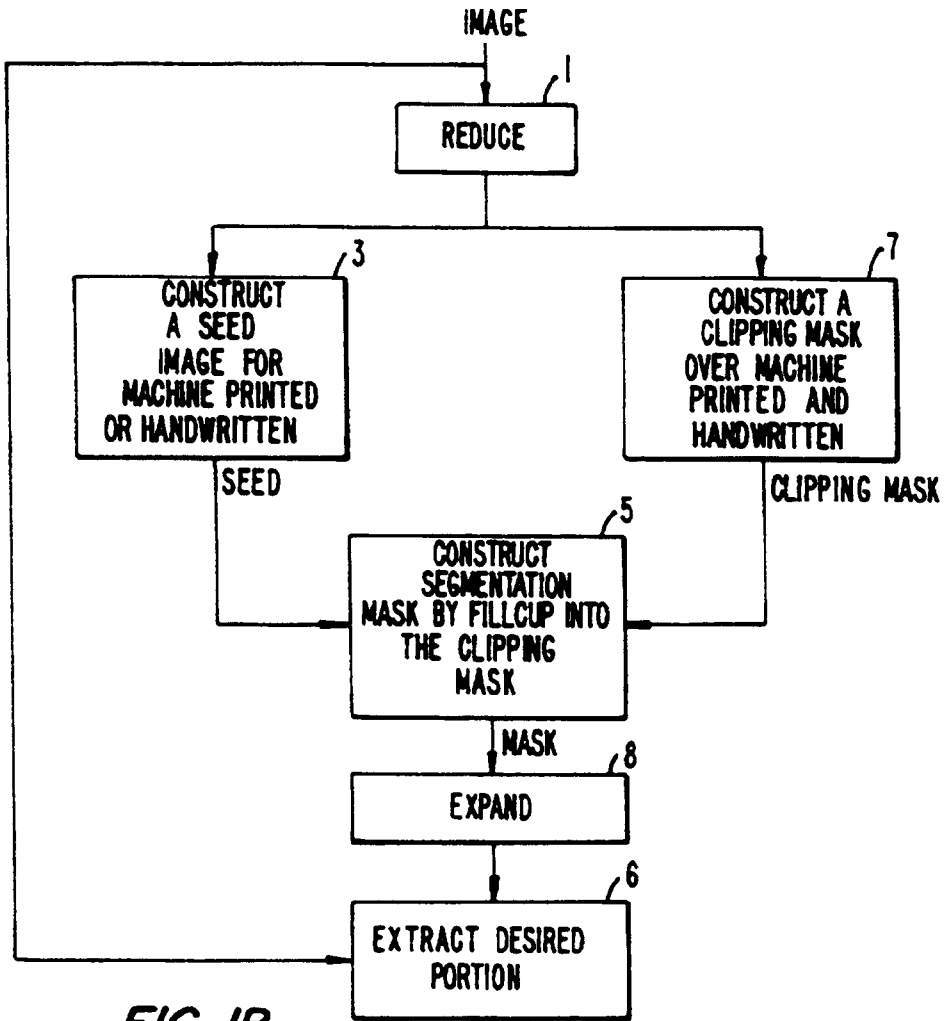 IMAGE
1
REDUCE
3
CONSTRUCT
A SEED
IMAGE FOR
MACHINE PRINTED
OR HANDWRITTEN
7
CONSTRUCT A
CLIPPING MASK
OVER MACHINE
PRINTED AND
HANDWRITTEN
SEED
CLIPPING MASK
5
CONSTRUCT
SEGMENTATION
MASK BY FILLCUP INTO
THE CLIPPING
MASK
MASK
8
EXPAND
6
EXTRACT DESIRED
PORTION